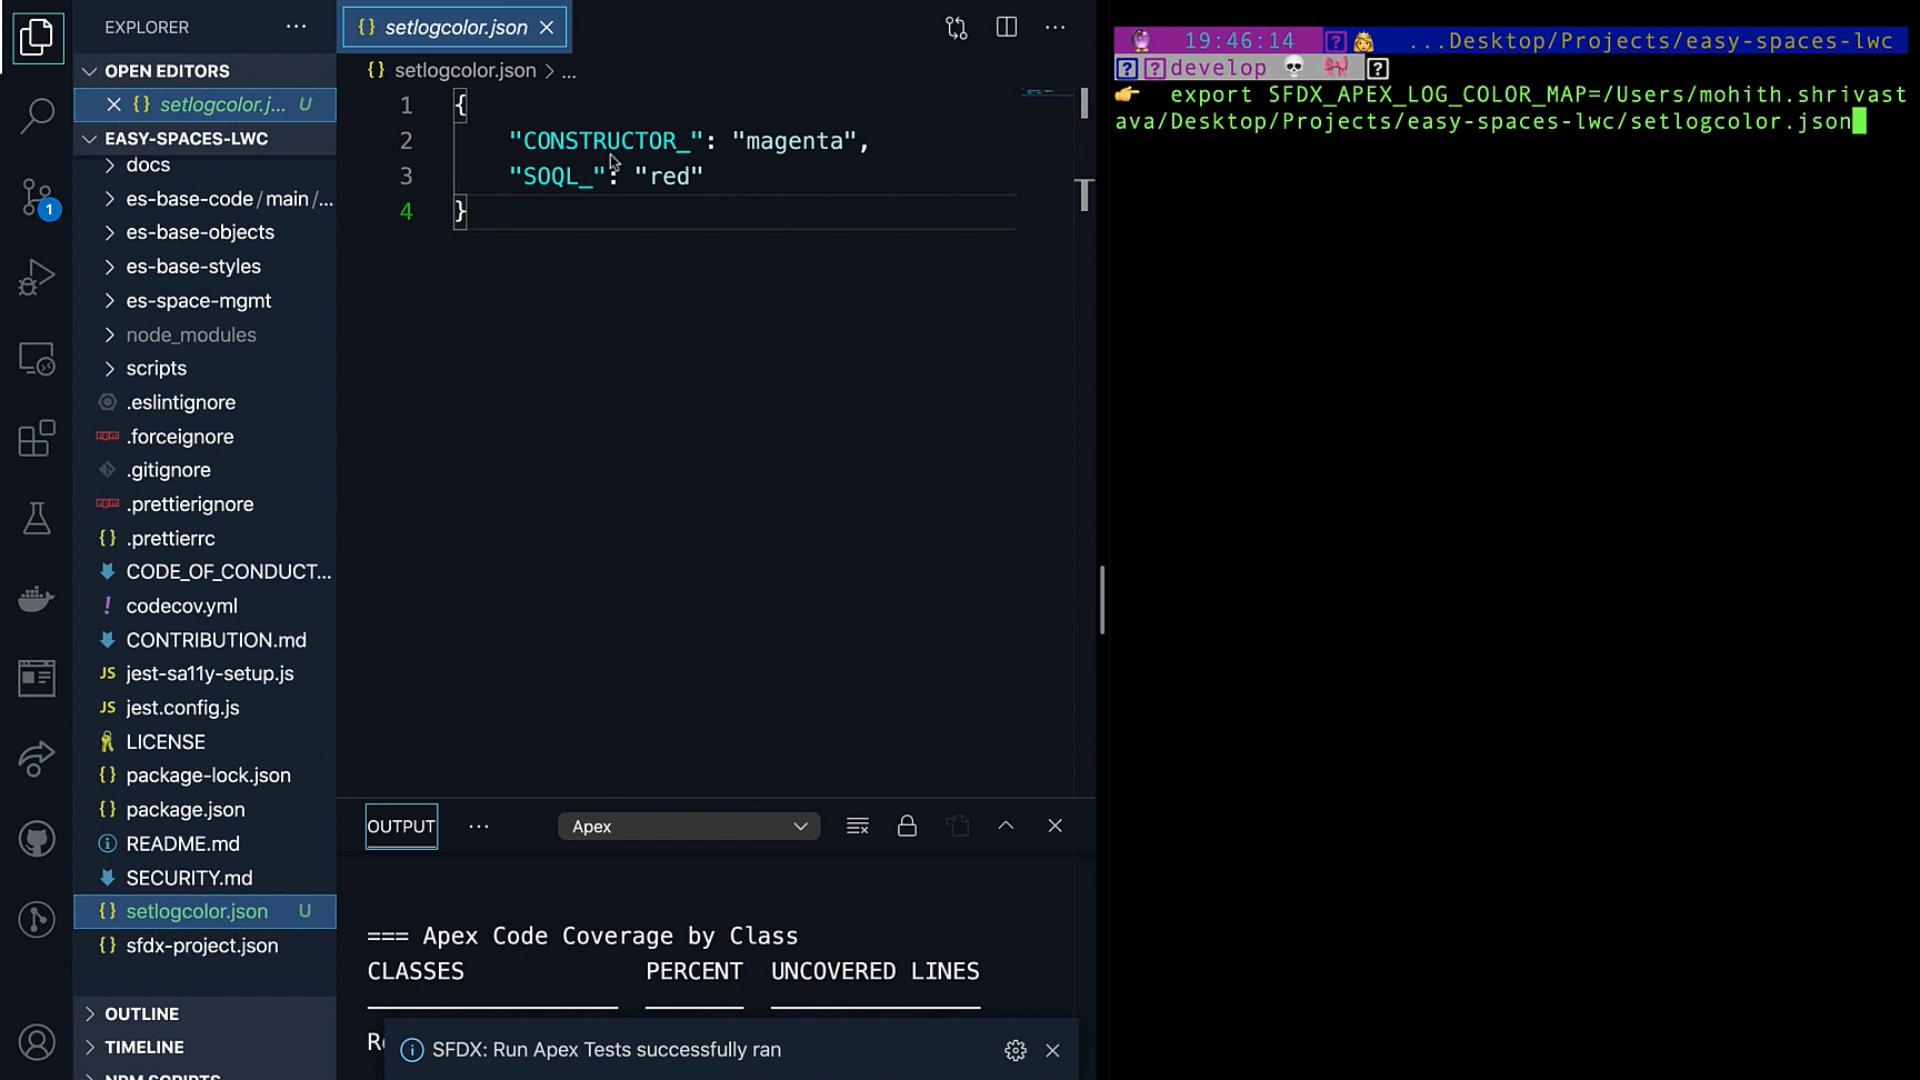 EXPLORER
OPEN EDITORS
setlogcolor.j... U
EASY-SPACES-LWC
docs
es-base-code/main/...
es-base-objects
es-base-styles
es-space-mgmt
node_modules
scripts
.eslintignore
.forceignore
.gitignore
.prettierignore
.prettierrc
CODE_OF_CONDUCT...
codecov.yml
CONTRIBUTION.md
jest-sa11y-setup.js
jest.config.js
LICENSE
package-lock.json
package.json
README.md
SECURITY.md
setlogcolor.json U
sfdx-project.json
OUTLINE
TIMELINE
NPM SCRIPTS
1
setlogcolor.json
setlogcolor.json > ...
1 {
2 "CONSTRUCTOR_": "magenta",
3 "SOQL_": "red"
4 }
OUTPUT
Apex
=== Apex Code Coverage by Class
CLASSES PERCENT UNCOVERED LINES
SFDX: Run Apex Tests successfully ran
19:46:14 ...Desktop/Projects/easy-spaces-lwc
develop
export SFDX_APEX_LOG_COLOR_MAP=/Users/mohith.shrivast
ava/Desktop/Projects/easy-spaces-lwc/setlogcolor.json